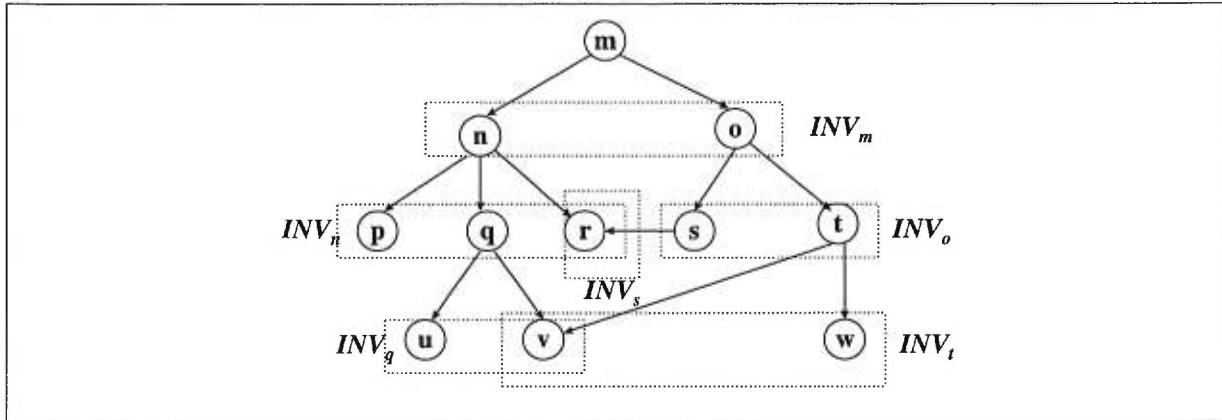 m
n o INV_m
INV_n p q r s t INV_o
INV_s
INV_q u v w INV_t